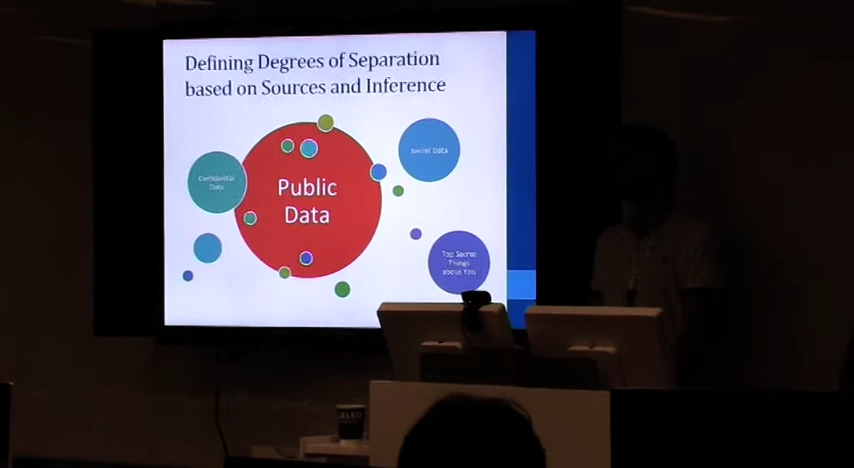 Defining Degrees of Separation
based on Sources and Inference
Confidential
Data
Public
Data
Secret Data
Top Secret
Things
about You